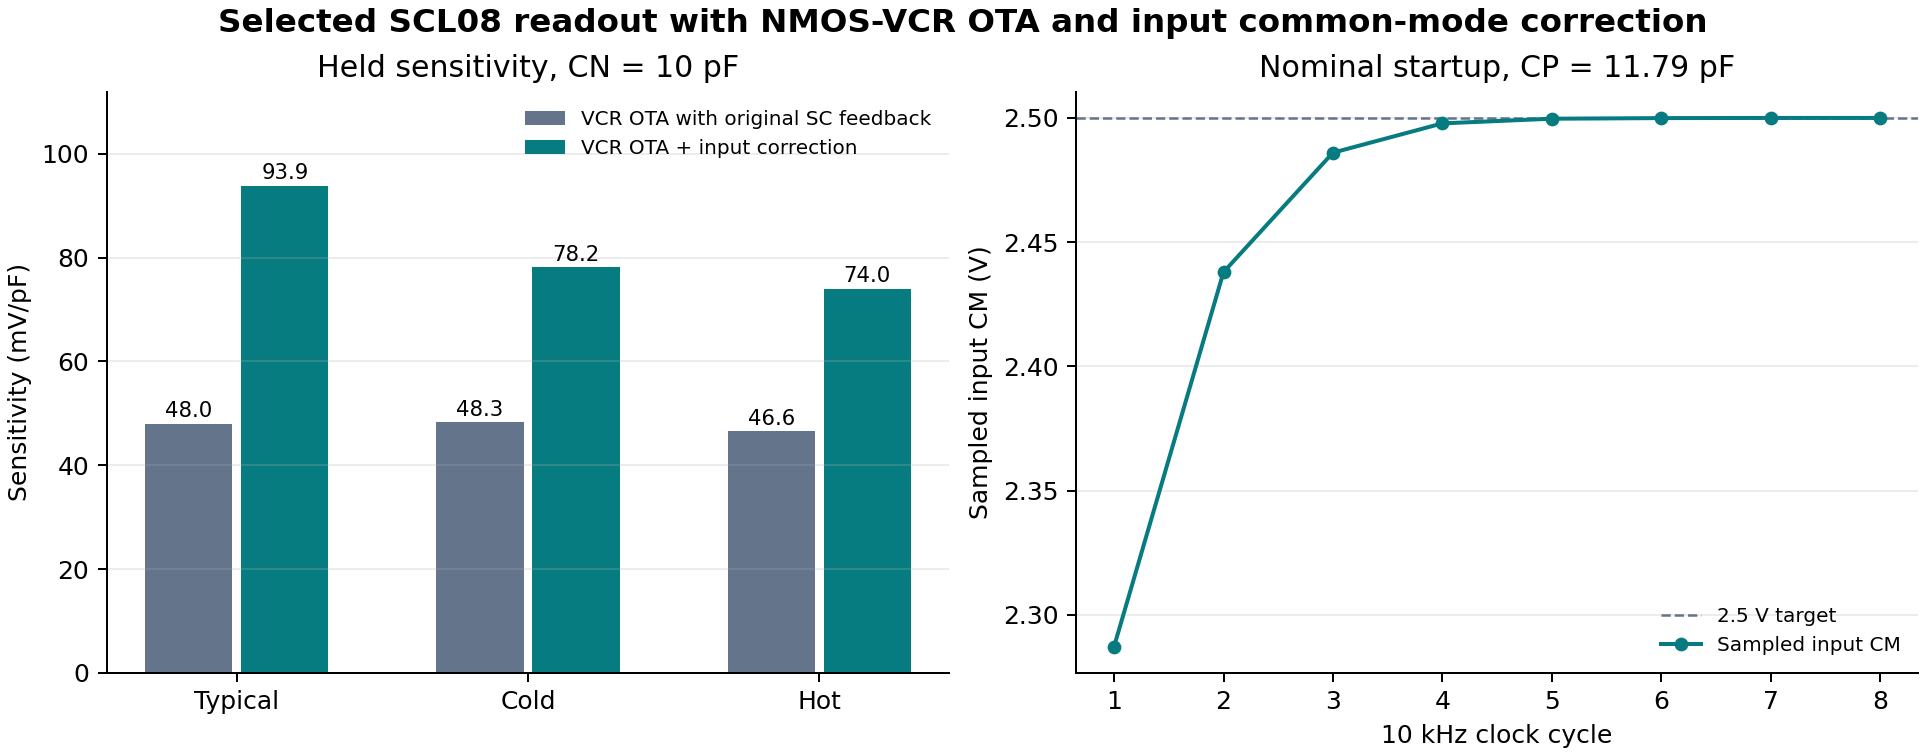 Selected SCL08 readout with NMOS-VCR OTA and input common-mode correction
Held sensitivity, CN = 10 pF
VCR OTA with original SC feedback
VCR OTA + input correction
Sensitivity (mV/pF)
100
80
60
40
20
0
93.9
78.2
74.0
48.0
48.3
46.6
Typical
Cold
Hot
Nominal startup, CP = 11.79 pF
Sampled input CM (V)
2.50
2.45
2.40
2.35
2.30
2.5 V target
Sampled input CM
1
2
3
4
5
6
7
8
10 kHz clock cycle